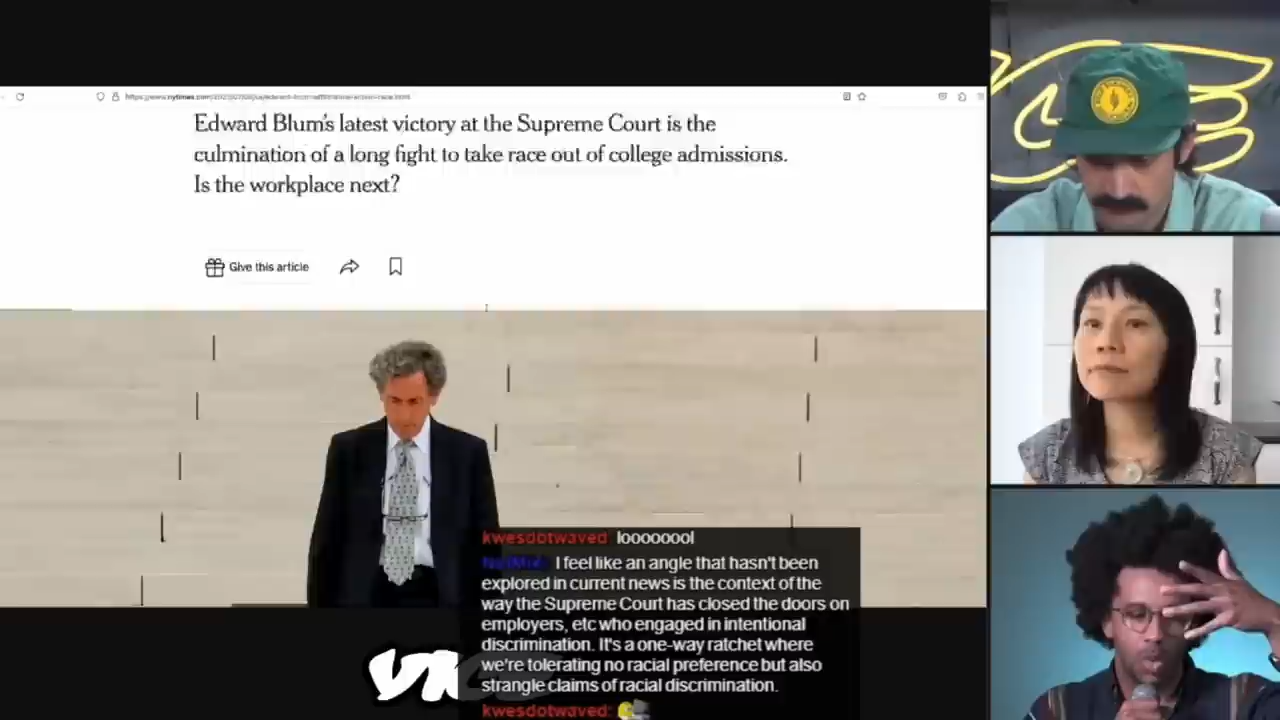 Edward Blum's latest victory at the Supreme Court is the
culmination of a long fight to take race out of college admissions.
Is the workplace next?
Give this article
kwesdotwaved looooooool
I feel like an angle that hasn't been
explored in current news is the context of the
way the Supreme Court has closed the doors on
employers, etc who engaged in intentional
discrimination. It's a one-way ratchet where
we're tolerating no racial preference but also
strangle claims of racial discrimination.
kwesdotwaved: